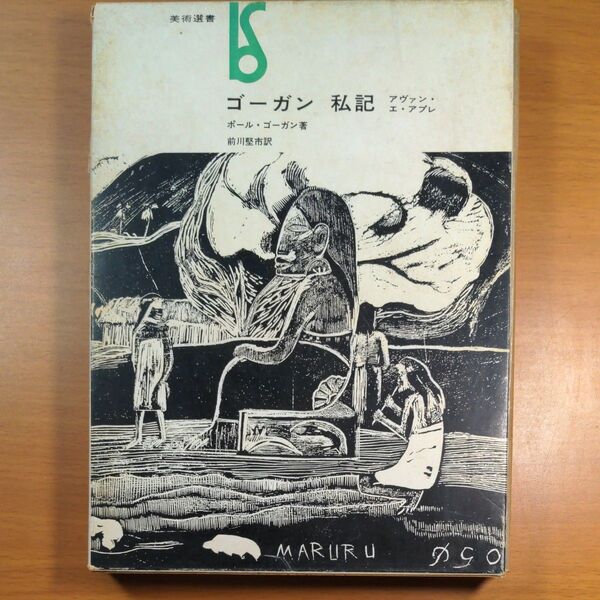 美術選書
ゴーガン 私記 アヴァン・
エ・アプレ
ポール・ゴーガン著
前川堅市訳
MARURU
PGO